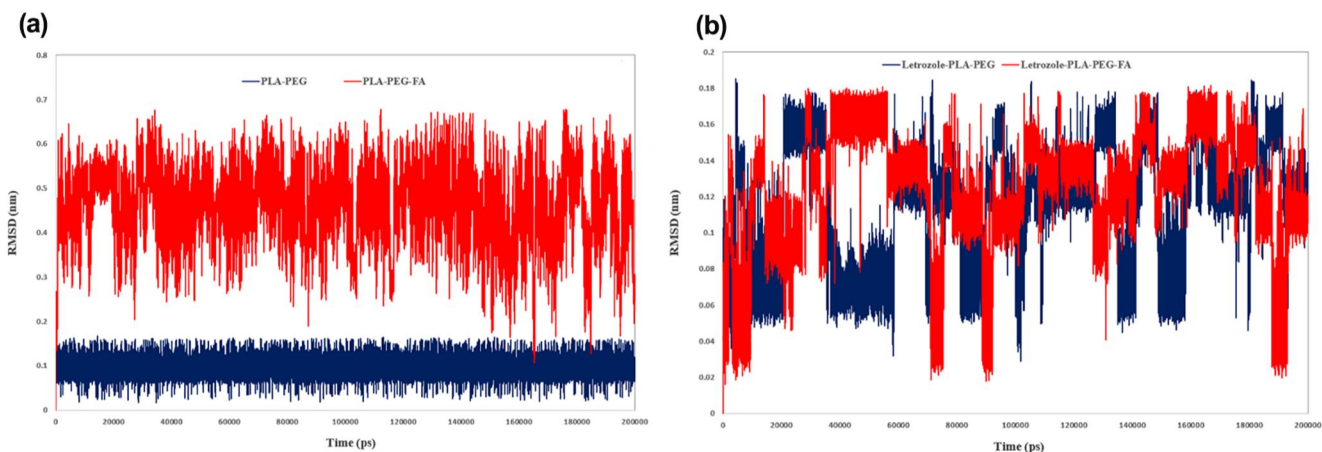 (a)
0.8
PLA-PEG PLA-PEG-FA
0.7
0.6
0.5
0.4
0.3
0.2
0.1
0
RMSD (nm)
0 20000 40000 60000 80000 100000 120000 140000 160000 180000 200000
Time (ps)
(b)
0.2
Letrozole-PLA-PEG Letrozole-PLA-PEG-FA
0.18
0.16
0.14
0.12
0.1
0.08
0.06
0.04
0.02
0
RMSD (nm)
0 20000 40000 60000 80000 100000 120000 140000 160000 180000 200000
Time (ps)